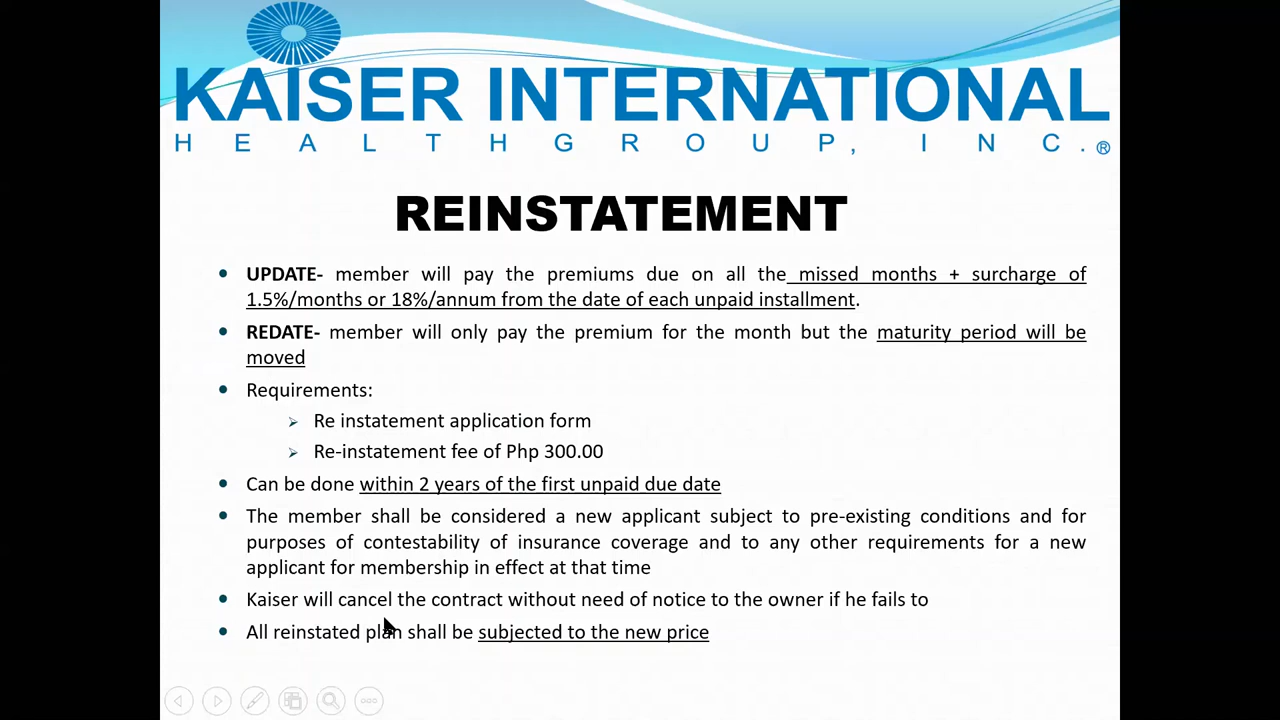 KAISER INTERNATIONAL
HEALTHGROUP, INC.®
REINSTATEMENT
• UPDATE- member will pay the premiums due on all the missed months + surcharge of
1.5%/months or 18%/annum from the date of each unpaid installment.
• REDATE- member will only pay the premium for the month but the maturity period will be
moved
• Requirements:
➢ Re instatement application form
➢ Re-instatement fee of Php 300.00
• Can be done within 2 years of the first unpaid due date
• The member shall be considered a new applicant subject to pre-existing conditions and for
purposes of contestability of insurance coverage and to any other requirements for a new
applicant for membership in effect at that time
• Kaiser will cancel the contract without need of notice to the owner if he fails to
• All reinstated plan shall be subjected to the new price